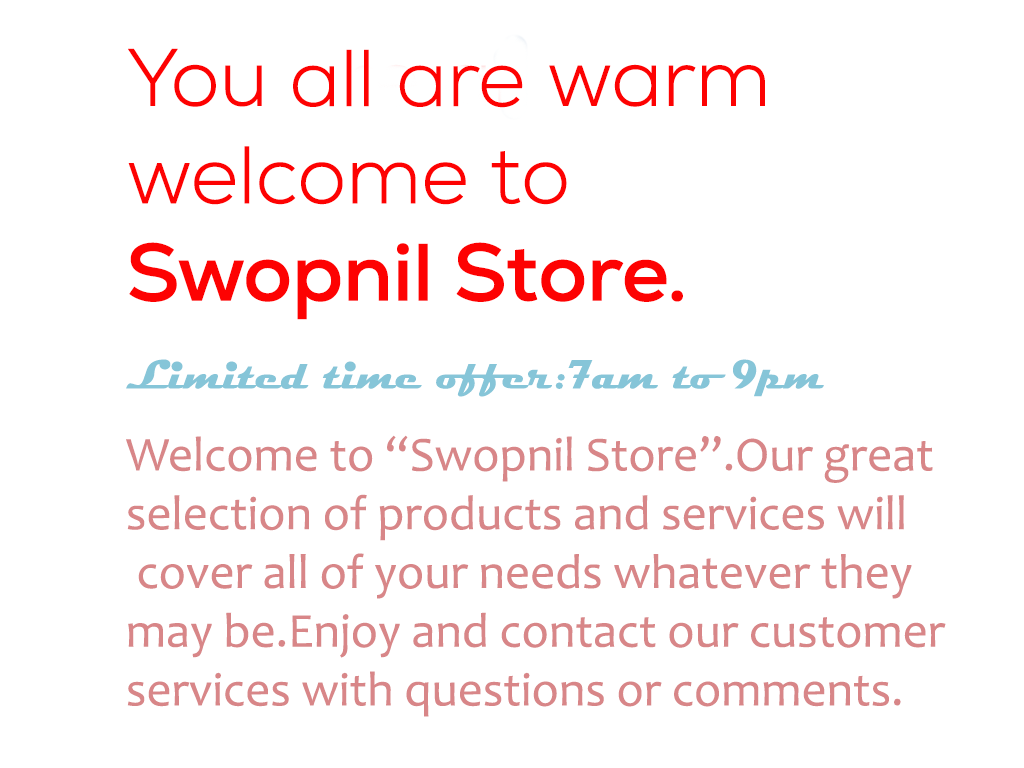 You all are warm
welcome to
Swopnil Store.
Limited time offer:7am to 9pm
Welcome to “Swopnil Store”.Our great
selection of products and services will
cover all of your needs whatever they
may be.Enjoy and contact our customer
services with questions or comments.